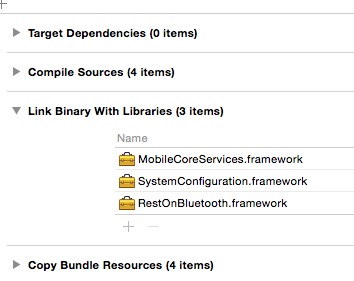 Target Dependencies (0 items)
Compile Sources (4 items)
Link Binary With Libraries (3 items)
Name
MobileCoreServices.framework
SystemConfiguration.framework
RestOnBluetooth.framework
Copy Bundle Resources (4 items)